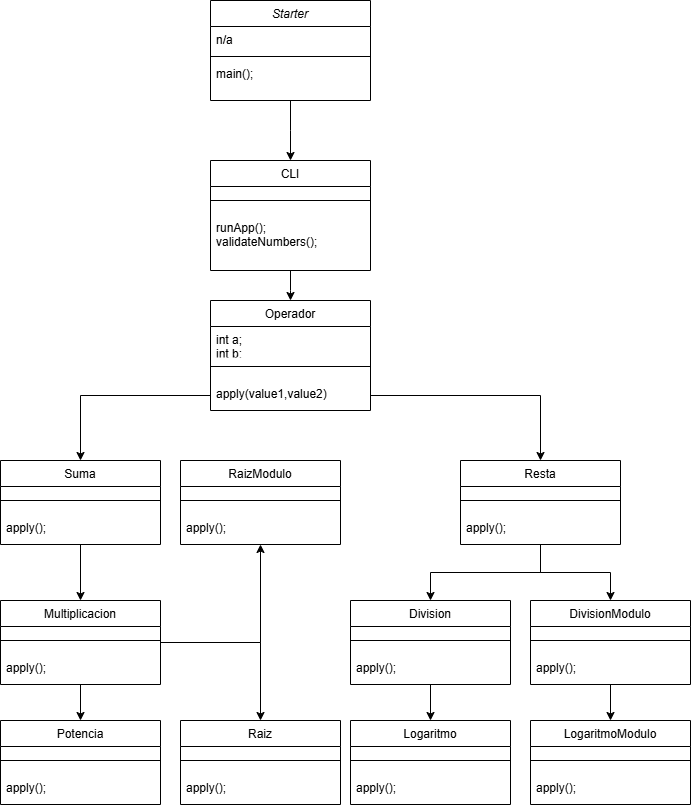 Starter
n/a
main();
CLI
runApp();
validateNumbers();
Operador
int a;
int b:
apply(value1,value2)
Suma
apply();
RaizModulo
apply();
Resta
apply();
Multiplicacion
apply();
Division
apply();
DivisionModulo
apply();
Potencia
apply();
Raiz
apply();
Logaritmo
apply();
LogaritmoModulo
apply();